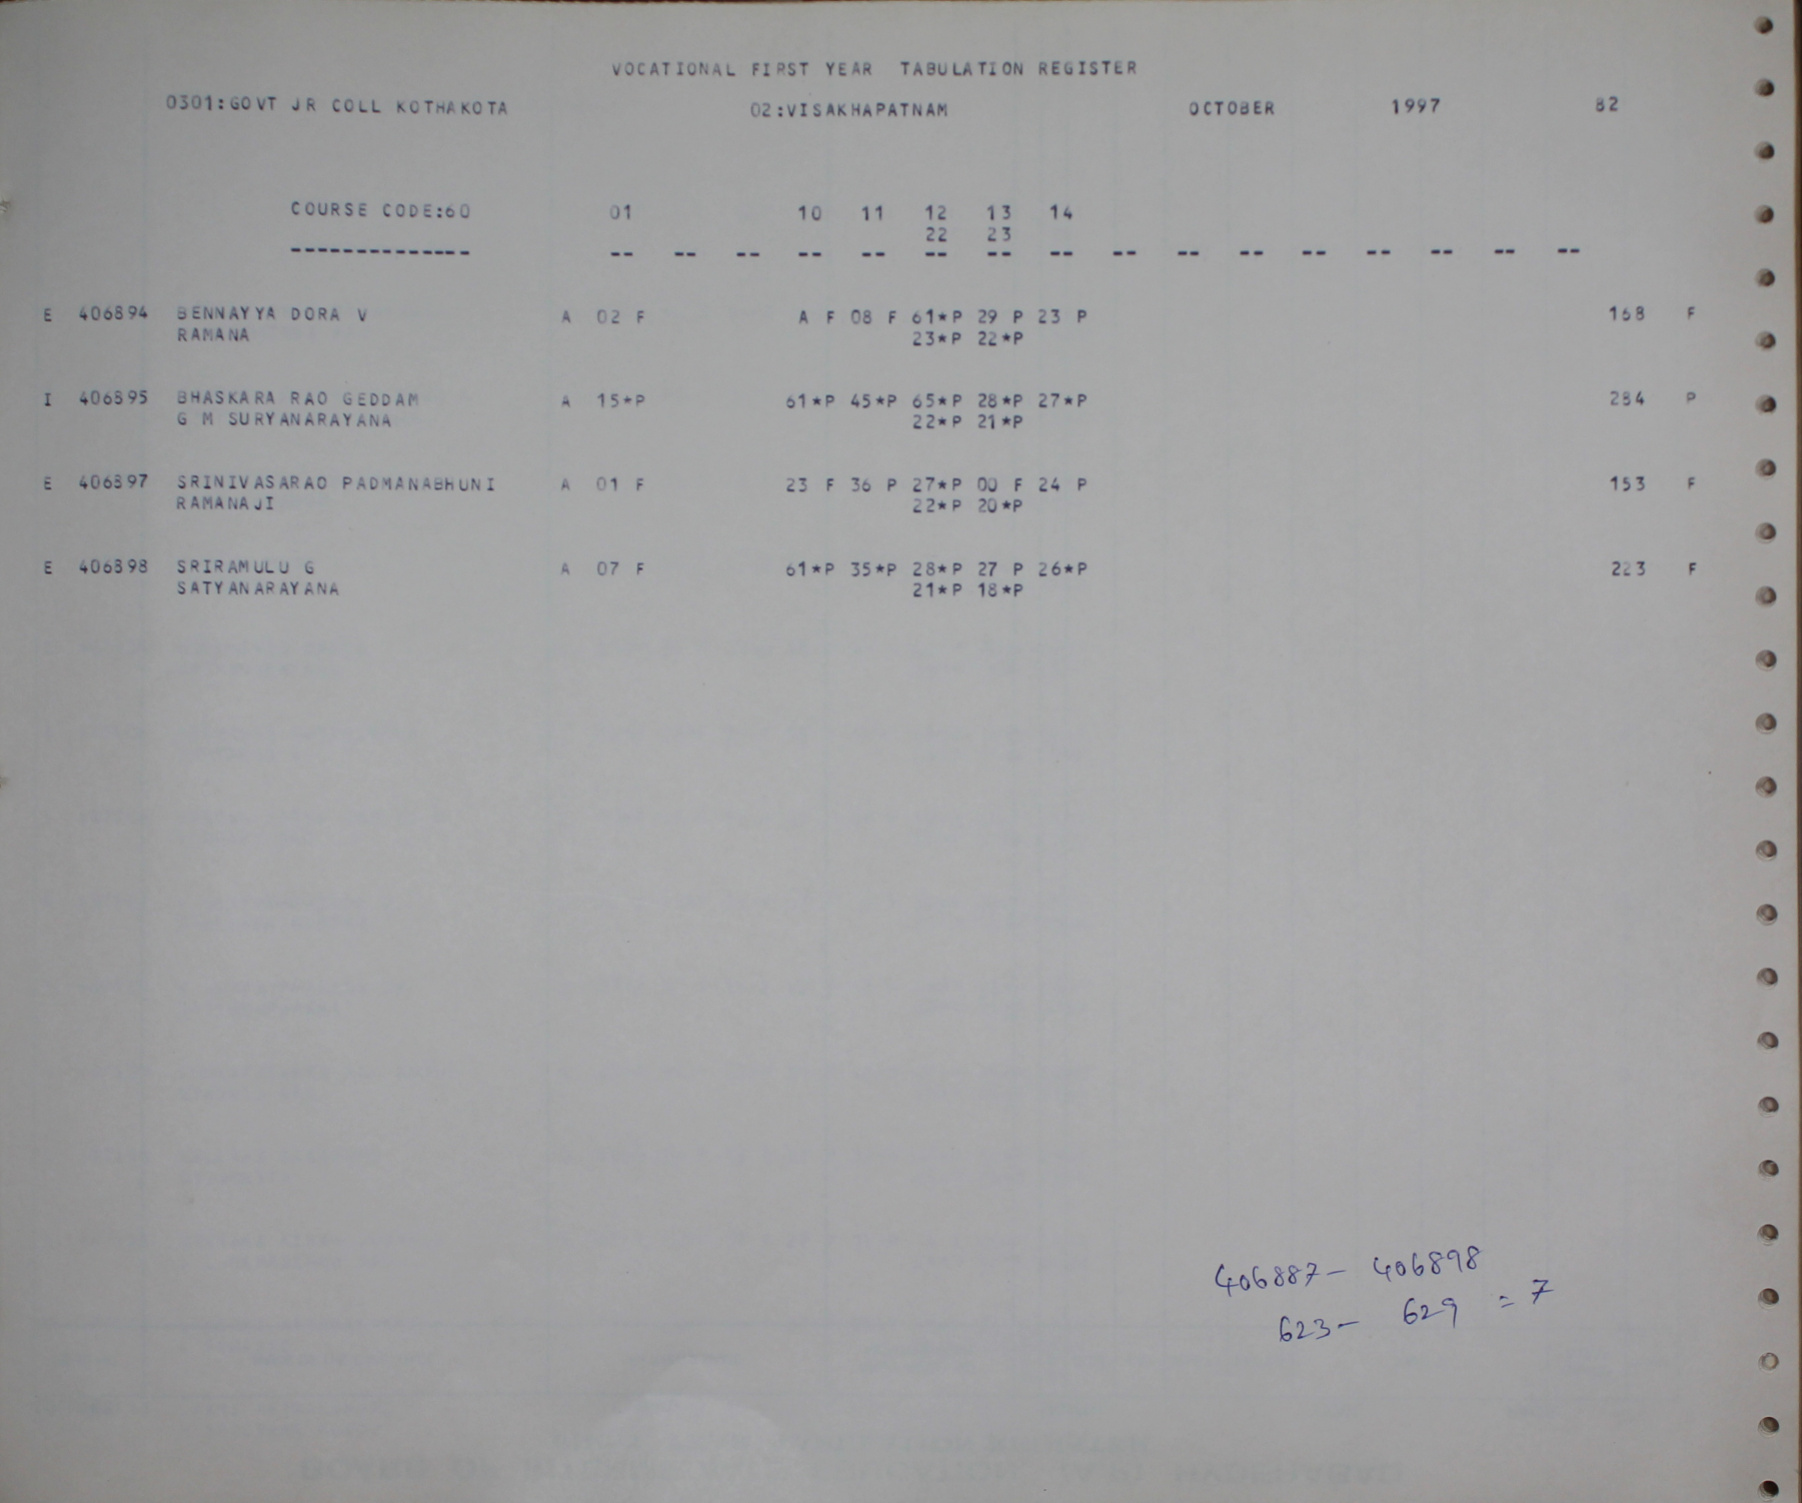 VOCATIONAL FIRST YEAR TABULATION REGISTER
0301:GOVT JR COLL KOTHAKOTA 02:VISAKHAPATNAM OCTOBER 1997 82
COURSE CODE:60 01 10 11 12 13 14
22 23
-------------- -- -- -- -- -- -- -- -- -- -- -- -- -- -- -- --
E 406894 BENNAYYA DORA V A 02 F A F 08 F 61*P 29 P 23 P 168 F
RAMANA 23*P 22*P
I 406895 BHASKARA RAO GEDDAM A 15*P 61*P 45*P 65*P 28*P 27*P 284 P
G M SURYANARAYANA 22*P 21*P
E 406897 SRINIVASARAO PADMANABHUNI A 01 F 23 F 36 P 27*P 00 F 24 P 153 F
RAMANAJI 22*P 20*P
E 406898 SRIRAMULU G A 07 F 61*P 35*P 28*P 27 P 26*P 223 F
SATYANARAYANA 21*P 18*P
406887- 406898
623- 629 = 7